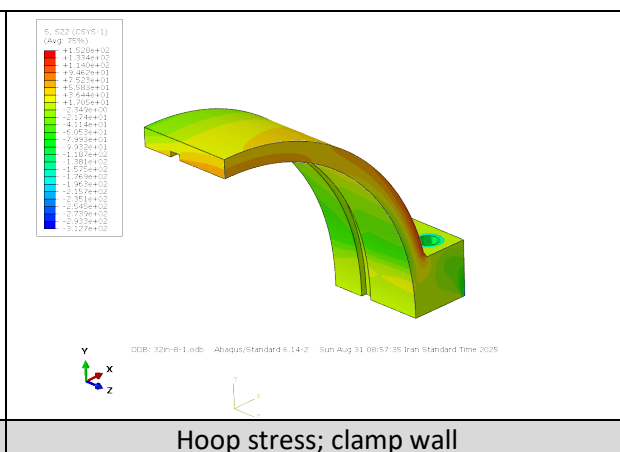 S, S22 (CSYS-1)
(Avg: 75%)
+1.528e+02
+1.334e+02
+1.140e+02
+9.462e+01
+7.523e+01
+5.583e+01
+3.644e+01
+1.705e+01
-2.349e+00
-2.174e+01
-4.114e+01
-6.053e+01
-7.993e+01
-9.932e+01
-1.187e+02
-1.381e+02
-1.575e+02
-1.769e+02
-1.963e+02
-2.157e+02
-2.351e+02
-2.545e+02
-2.739e+02
-2.933e+02
-3.127e+02
Y
X
Z
ODB: 32in-8-1.odb Abaqus/Standard 6.14-2 Sun Aug 31 08:57:35 Iran Standard Time 2025
T
Hoop stress; clamp wall